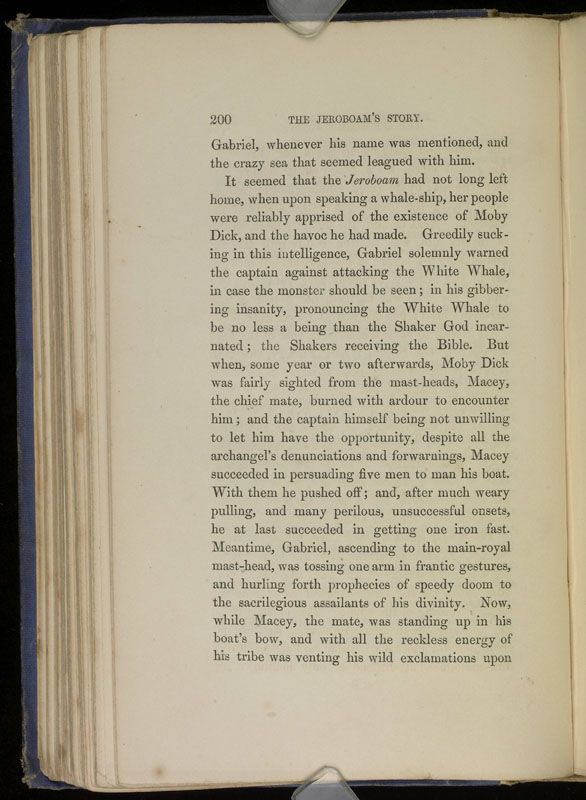 200 THE JEROBOAM'S STORY.
Gabriel, whenever his name was mentioned, and
the crazy sea that seemed leagued with him.
It seemed that the Jeroboam had not long left
home, when upon speaking a whale-ship, her people
were reliably apprised of the existence of Moby
Dick, and the havoc he had made. Greedily suck-
ing in this intelligence, Gabriel solemnly warned
the captain against attacking the White Whale,
in case the monster should be seen; in his gibber-
ing insanity, pronouncing the White Whale to
be no less a being than the Shaker God incar-
nated; the Shakers receiving the Bible. But
when, some year or two afterwards, Moby Dick
was fairly sighted from the mast-heads, Macey,
the chief mate, burned with ardour to encounter
him; and the captain himself being not unwilling
to let him have the opportunity, despite all the
archangel's denunciations and forwarnings, Macey
succeeded in persuading five men to man his boat.
With them he pushed off; and, after much weary
pulling, and many perilous, unsuccessful onsets,
he at last succeeded in getting one iron fast.
Meantime, Gabriel, ascending to the main-royal
mast-head, was tossing one arm in frantic gestures,
and hurling forth prophecies of speedy doom to
the sacrilegious assailants of his divinity. Now,
while Macey, the mate, was standing up in his
boat's bow, and with all the reckless energy of
his tribe was venting his wild exclamations upon